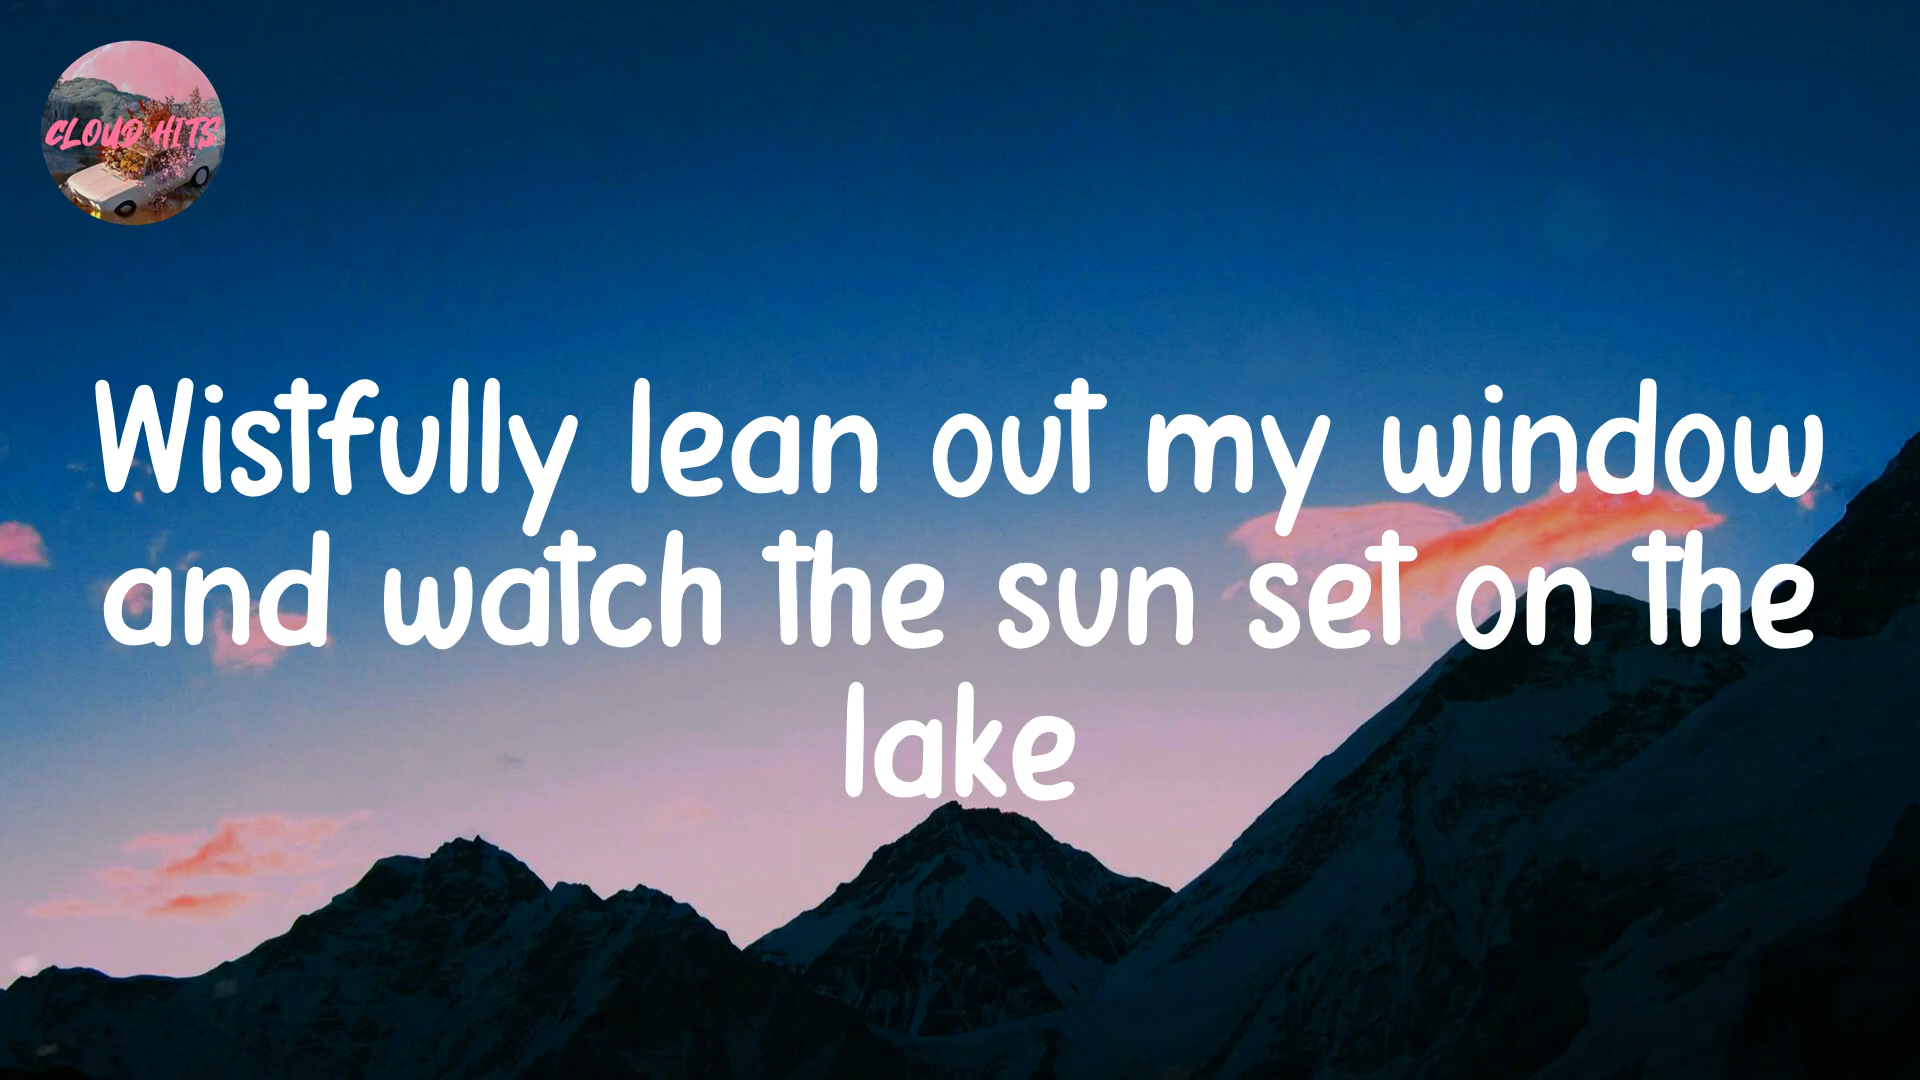 CLOUD HITS
Wistfully lean out my window
and watch the sun set on the
lake